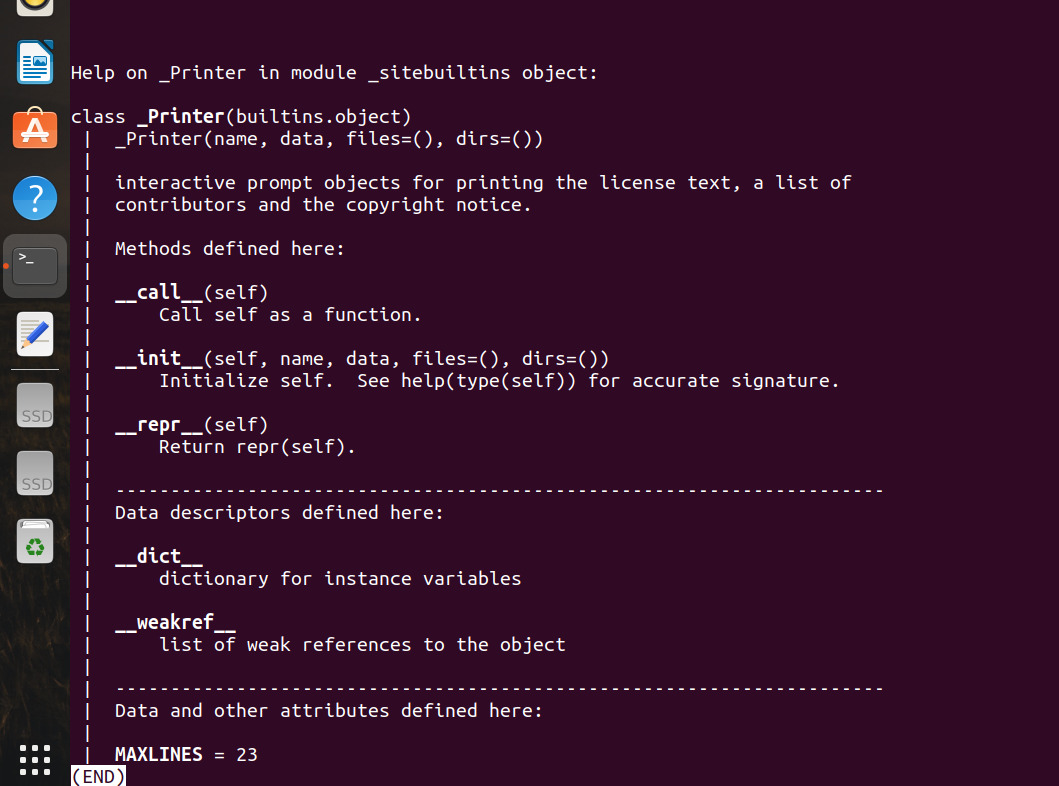 Help on _Printer in module _sitebuiltins object:
class _Printer(builtins.object)
 |  _Printer(name, data, files=(), dirs=())
 |
 |  interactive prompt objects for printing the license text, a list of
 |  contributors and the copyright notice.
 |
 |  Methods defined here:
 |
 |  __call__(self)
 |      Call self as a function.
 |
 |  __init__(self, name, data, files=(), dirs=())
 |      Initialize self.  See help(type(self)) for accurate signature.
 |
 |  __repr__(self)
 |      Return repr(self).
 |
 |  ----------------------------------------------------------------------
 |  Data descriptors defined here:
 |
 |  __dict__
 |      dictionary for instance variables
 |
 |  __weakref__
 |      list of weak references to the object
 |
 |  ----------------------------------------------------------------------
 |  Data and other attributes defined here:
 |
 |  MAXLINES = 23
(END)
?
>_
SSD
SSD